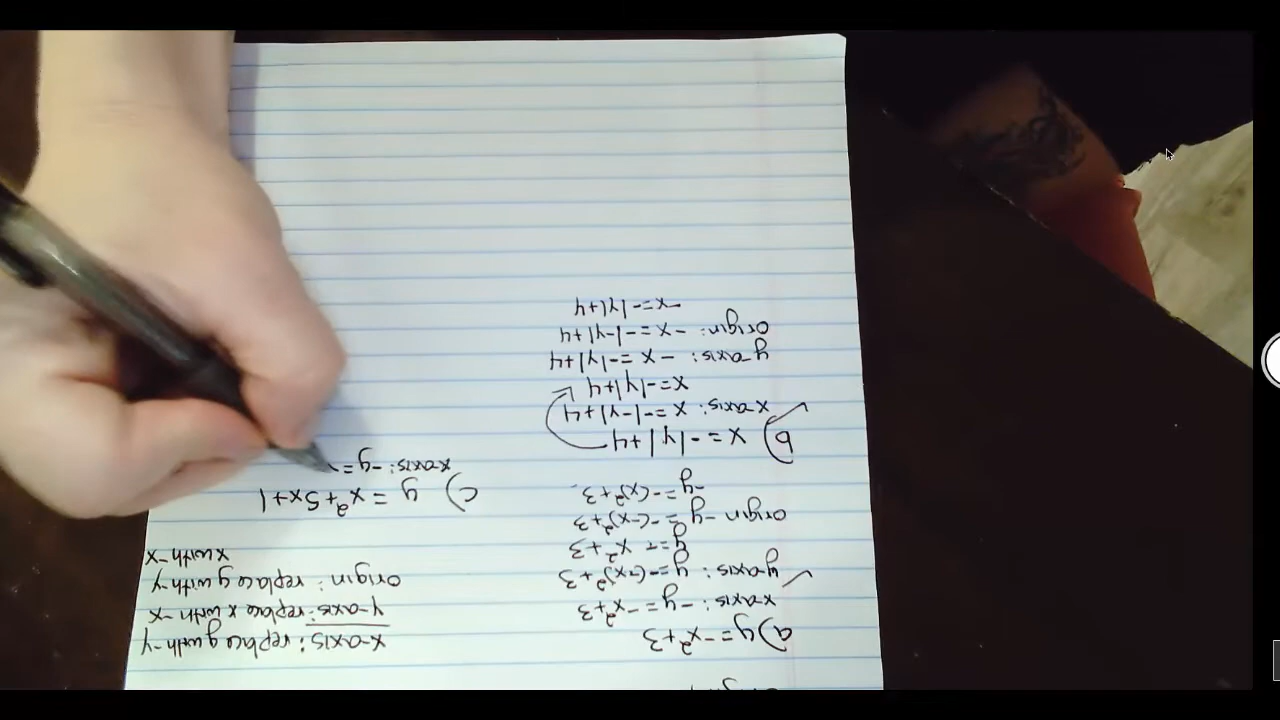 x-axis: replace y with -y
y-axis: replace x with -x
origin: replace y with -y
x with -x
a) y = -x²+3
x-axis: -y = -x²+3
y-axis: y=-(-x)²+3
y = -x²+3
origin -y = -(-x)²+3
-y = -(x)²+3
b) x = -|y|+4
x-axis: x = -|-y|+4
x=-|y|+4
y-axis: -x = -|y|+4
origin: -x = -|-y|+4
-x=-|y|+4
c) y = x²+5x+1
x-axis: -y =